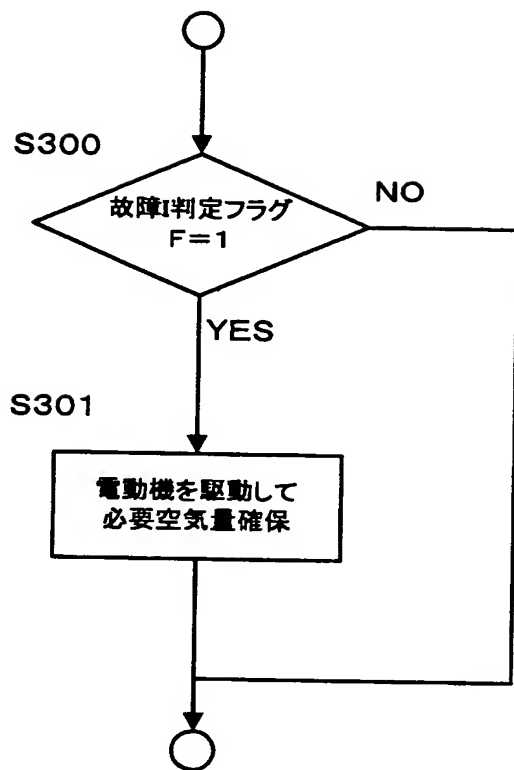 S300
故障I判定フラグ
F=1
NO
YES
S301
電動機を駆動して
必要空気量確保